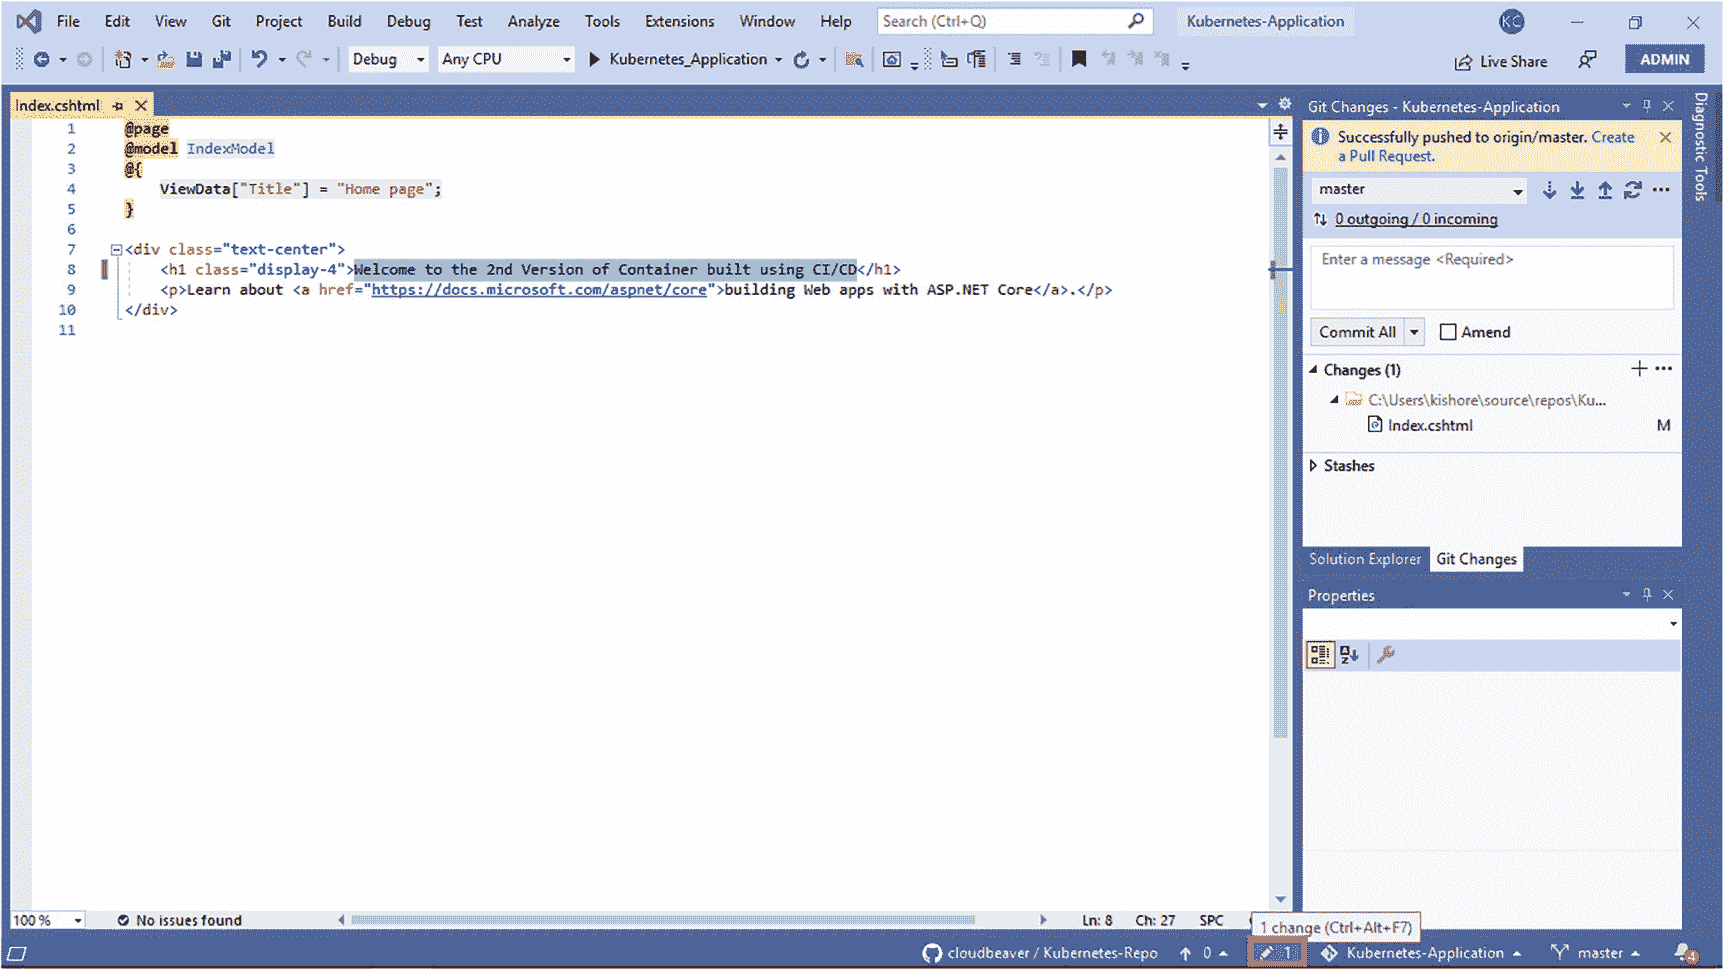 File Edit View Git Project Build Debug Test Analyze Tools Extensions Window Help Search (Ctrl+Q) Kubernetes-Application KC
Debug Any CPU Kubernetes_Application Live Share ADMIN
Index.cshtml
1 @page
2 @model IndexModel
3 @{
4 ViewData["Title"] = "Home page";
5 }
6
7 <div class="text-center">
8 <h1 class="display-4">Welcome to the 2nd Version of Container built using CI/CD</h1>
9 <p>Learn about <a href="https://docs.microsoft.com/aspnet/core">building Web apps with ASP.NET Core</a>.</p>
10 </div>
11
100 % No issues found Ln: 8 Ch: 27 SPC
Git Changes - Kubernetes-Application
Successfully pushed to origin/master. Create
a Pull Request.
master
0 outgoing / 0 incoming
Enter a message <Required>
Commit All Amend
Changes (1)
C:\Users\kishore\source\repos\Ku...
Index.cshtml M
Stashes
Solution Explorer Git Changes
Properties
Diagnostic Tools
1 change (Ctrl+Alt+F7)
cloudbeaver / Kubernetes-Repo 0 1 Kubernetes-Application master 4